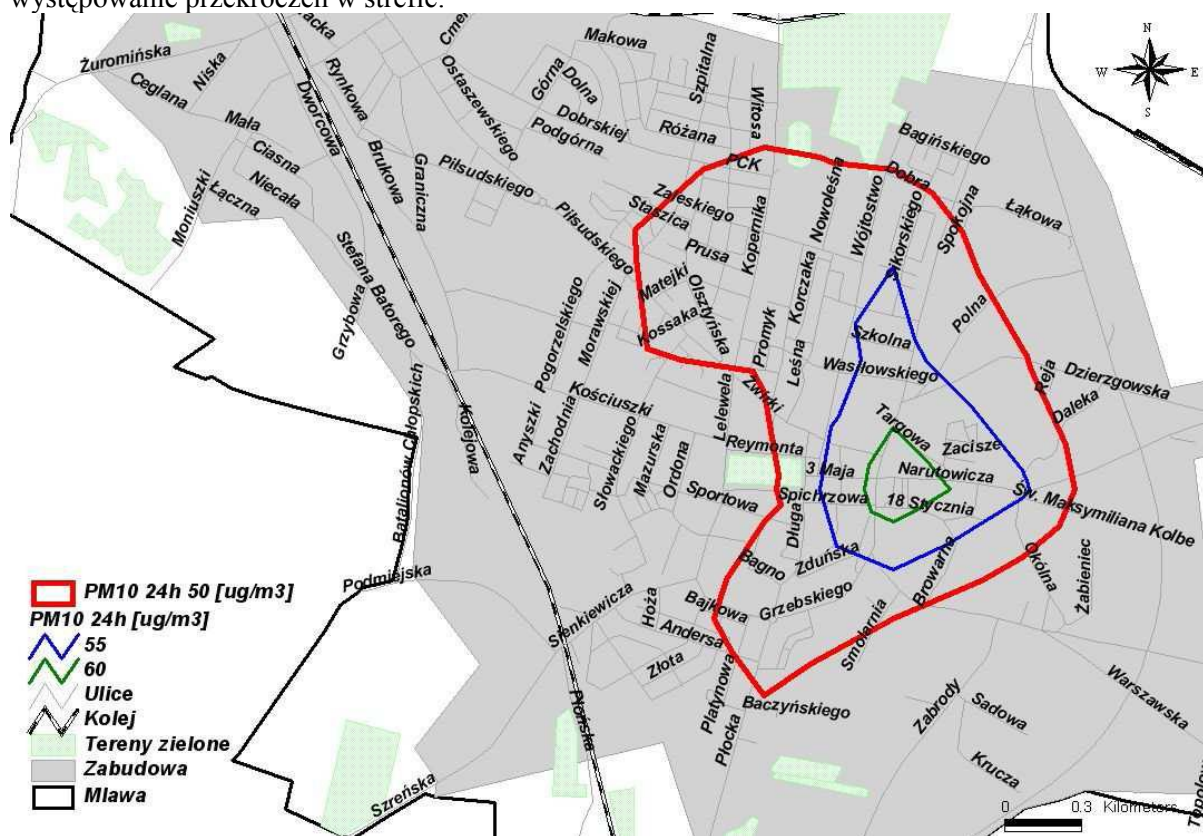 występowanie przekroczeń w strefie.
Żuromińska
Niska
Ceglana
Mała
Ciasna
Niecała
Łączna
Moniuszki
Dworcowa
Rynkowa
Brukowa
Graniczna
Ostaszewskiego
Piłsudskiego
Piłsudskiego
Makowa
Górna
Dolna
Dobrskiej
Podgórna
Szpitalna
Różana
Witosa
PCK
Zaleskiego
Staszica
Prusa
Kopernika
Nowoleśna
Wójtostwo
Dobra
Bagińskiego
Spokojna
Łąkowa
N
W
E
S
Stefana Batorego
Grzybowa
Batalionów Chłopskich
Kolejowa
Pogorzelskiego
Morawskiej
Matejki
Kossaka
Olsztyńska
Promyk
Korczaka
Leśna
Szkolna
Wasiłowskiego
Polna
Reja
Dzierzgowska
Daleka
Anyszki
Zachodnia
Kościuszki
Słowackiego
Mazurska
Ordona
Lelewela
Żwirki
Reymonta
Targowa
Zacisze
3 Maja
Narutowicza
Sportowa
Spichrzowa
18 Stycznia
Św. Maksymiliana Kolbe
Długa
Bagno
Zduńska
Browarna
Okólna
Żabieniec
Podmiejska
Sienkiewicza
Hoża
Bajkowa
Grzebskiego
Andersa
Złota
Smolarnia
Platynowa
Płocka
Baczyńskiego
Zabrody
Sadowa
Krucza
Warszawska
Płońska
Szreńska
PM10 24h 50 [ug/m3]
PM10 24h [ug/m3]
55
60
Ulice
Kolej
Tereny zielone
Zabudowa
Mlawa
0
0.3 Kilometers